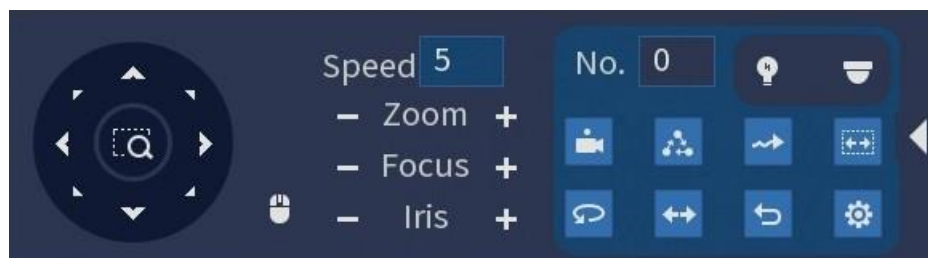 Speed 5
No. 0
− Zoom +
− Focus +
− Iris +